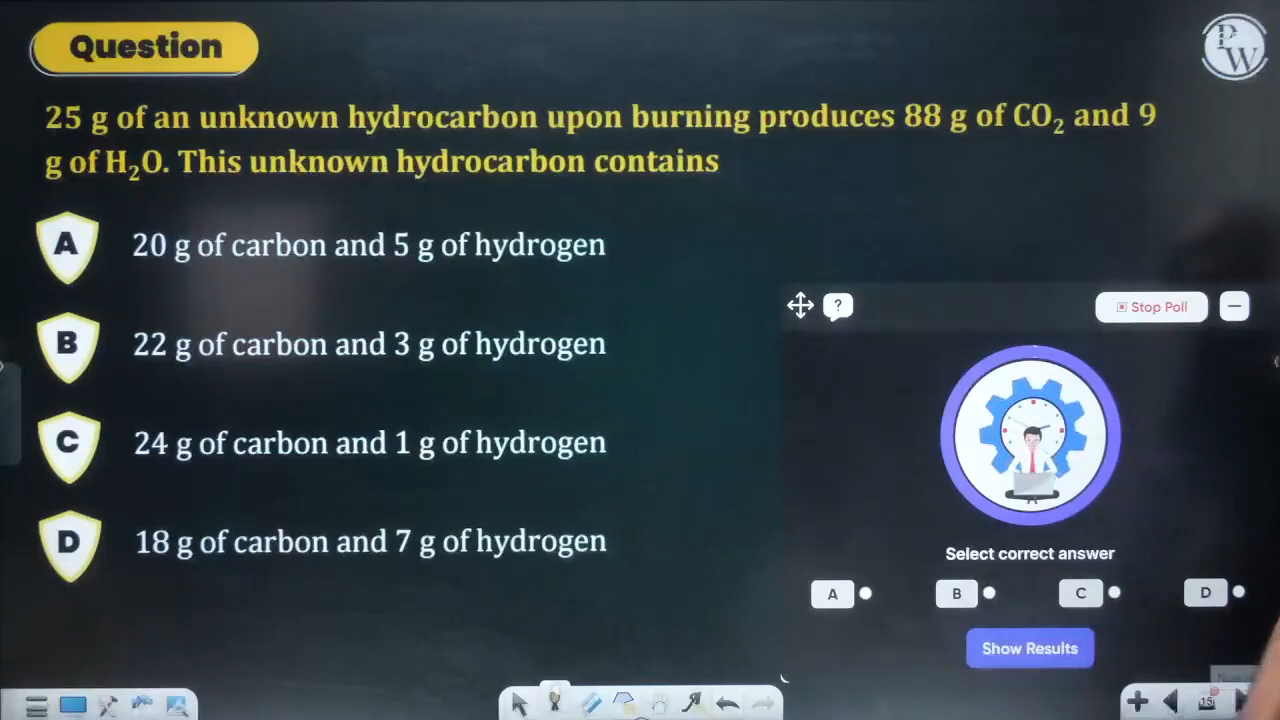 Question
PW
25 g of an unknown hydrocarbon upon burning produces 88 g of CO₂ and 9
g of H₂O. This unknown hydrocarbon contains
A 20 g of carbon and 5 g of hydrogen
B 22 g of carbon and 3 g of hydrogen
C 24 g of carbon and 1 g of hydrogen
D 18 g of carbon and 7 g of hydrogen
?
Stop Poll
Select correct answer
A B C D
Show Results